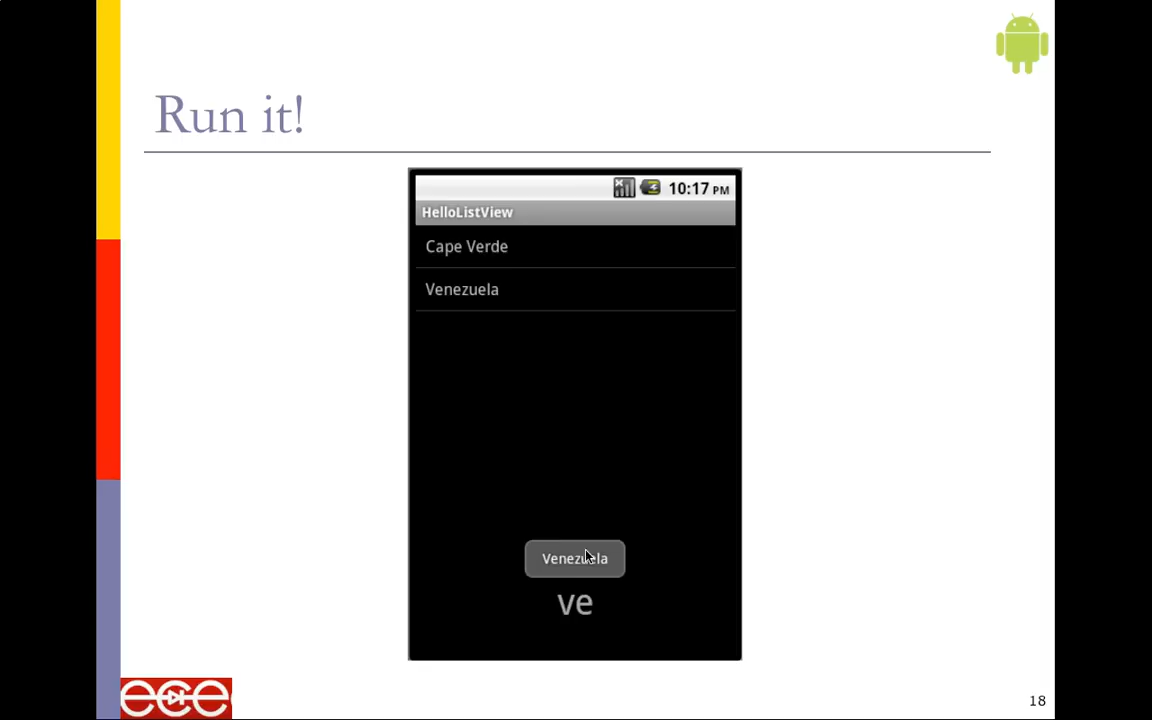 Run it!
10:17 PM
HelloListView
Cape Verde
Venezuela
Venezuela
ve
ece
18